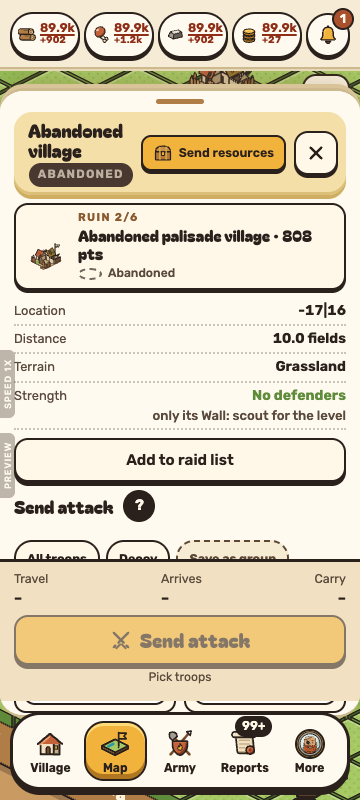 89.9k
+902
89.9k
+1.2k
89.9k
+902
89.9k
+27
1
Abandoned village
ABANDONED
Send resources
RUIN 2/6
Abandoned palisade village • 808 pts
Abandoned
Location
-17|16
Distance
10.0 fields
Terrain
Grassland
Strength
No defenders
only its Wall: scout for the level
SPEED 1X
PREVIEW
Add to raid list
Send attack
?
All troops
Decoy
Save as group
Travel
Arrives
Carry
-
-
-
Send attack
Pick troops
99+
Village
Map
Army
Reports
More